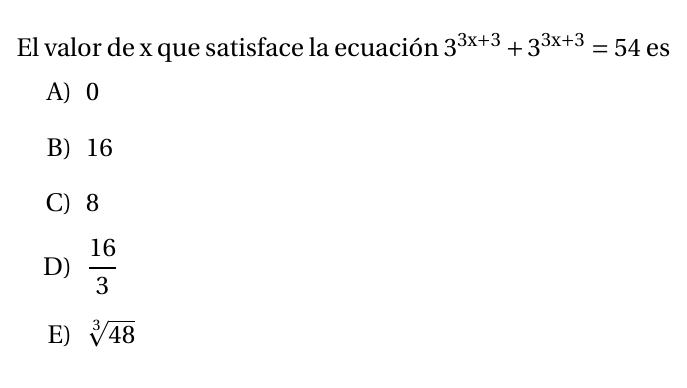 El valor de x que satisface la ecuación 3^{3x+3} + 3^{3x+3} = 54 es
A) 0
B) 16
C) 8
D) \frac{16}{3}
E) \sqrt[3]{48}